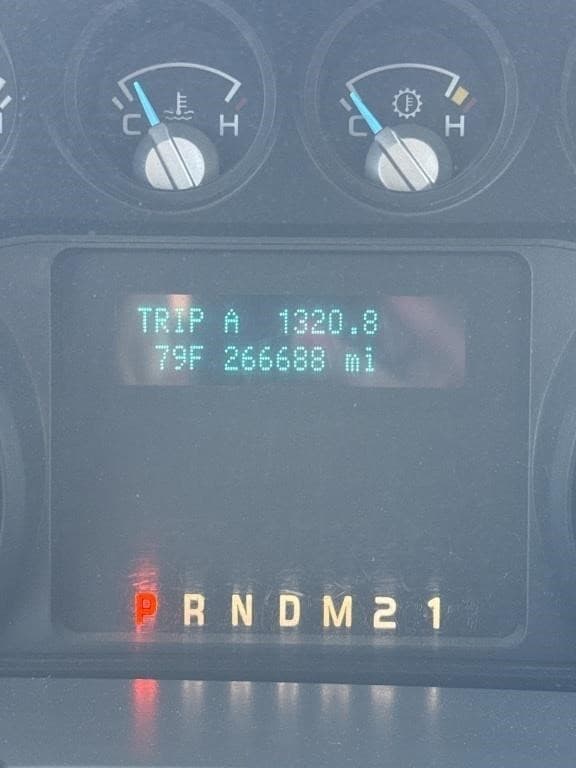 C H C H
TRIP A 1320.8
79F 266688 mi
P R N D M 2 1